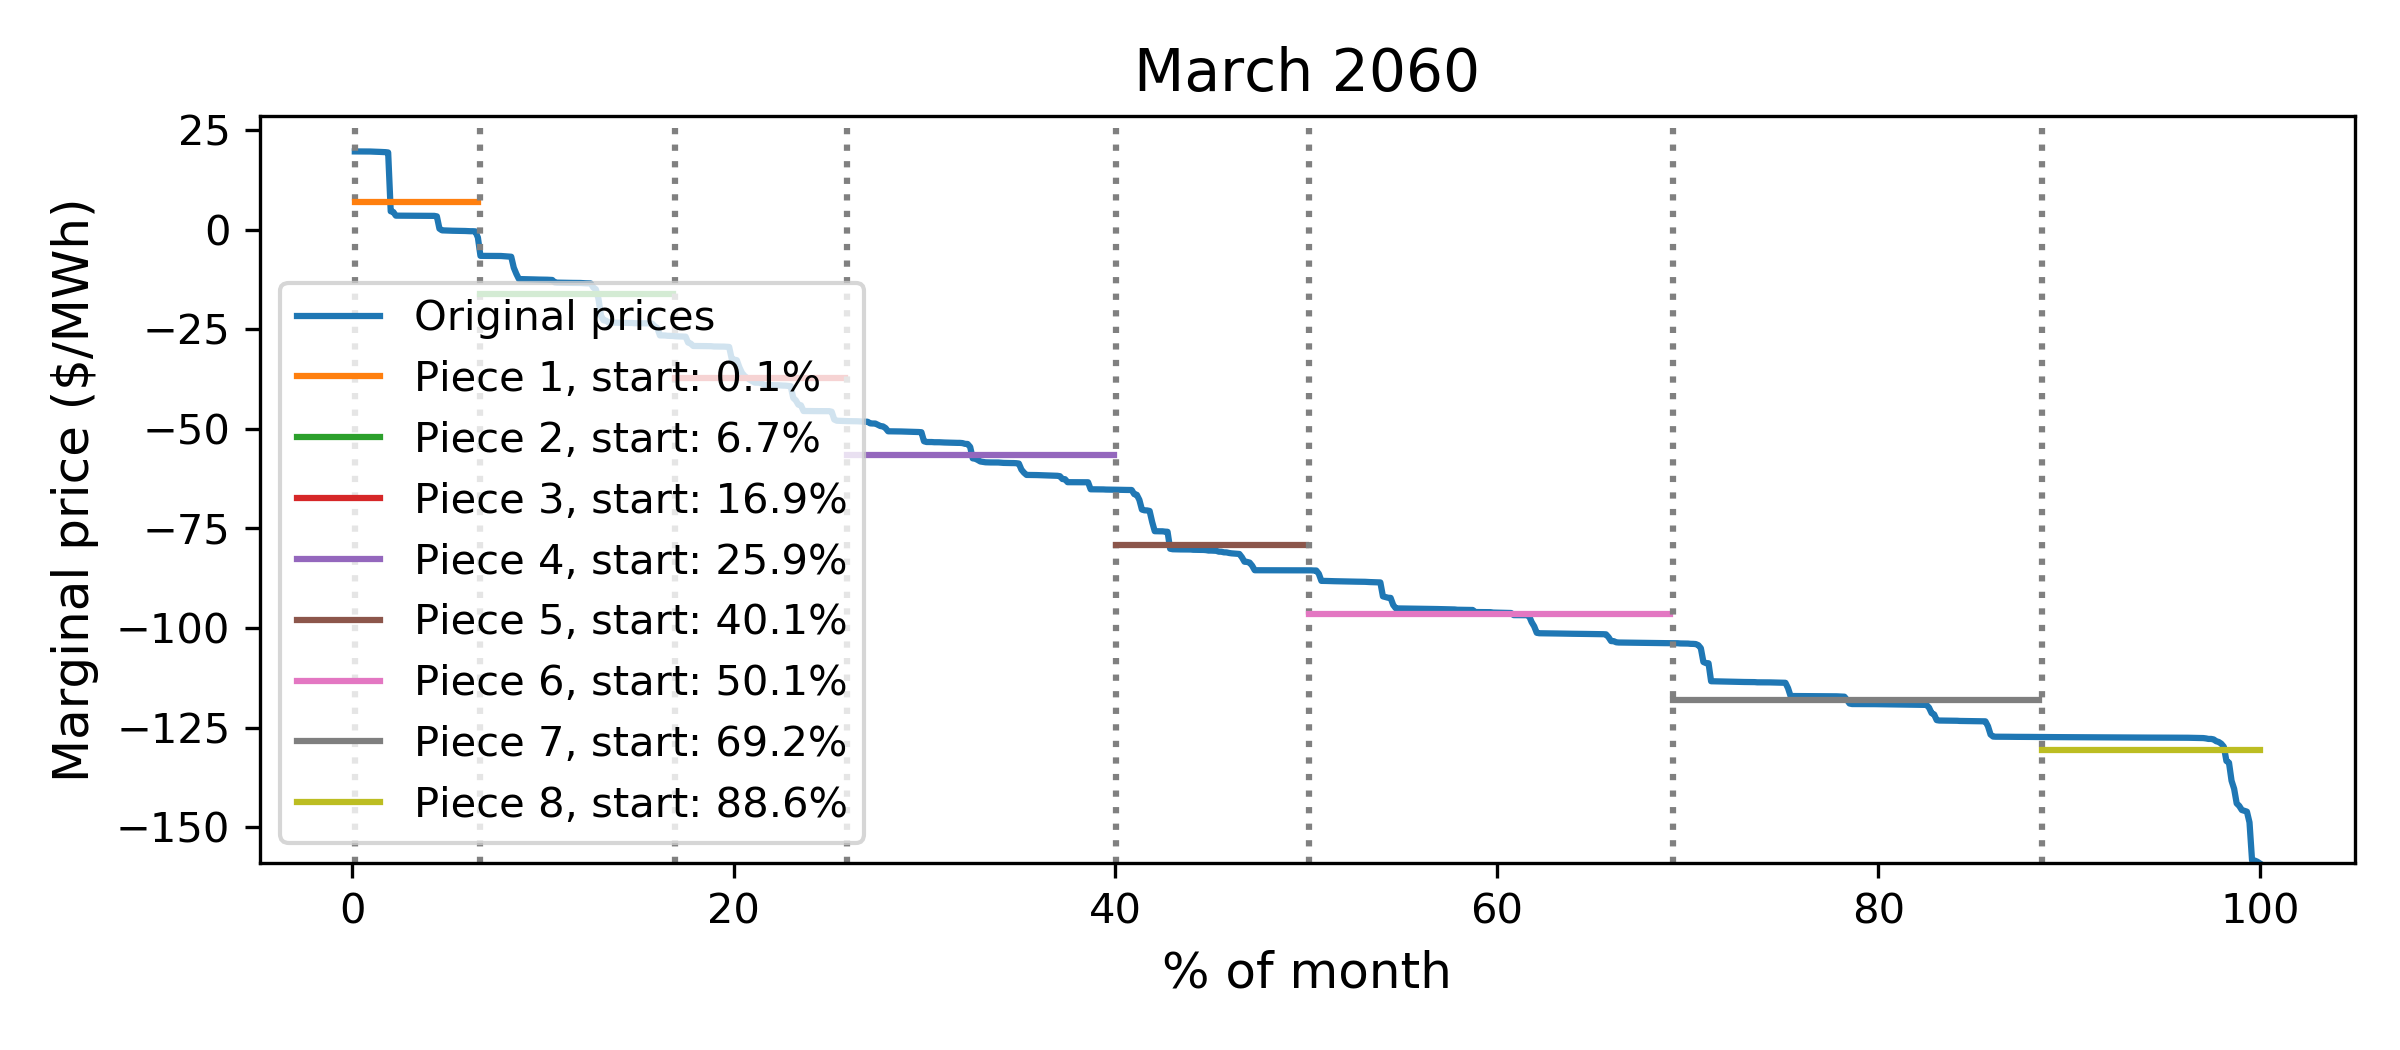 March 2060
Marginal price ($/MWh)
25
0
−25
−50
−75
−100
−125
−150
Original prices
Piece 1, start: 0.1%
Piece 2, start: 6.7%
Piece 3, start: 16.9%
Piece 4, start: 25.9%
Piece 5, start: 40.1%
Piece 6, start: 50.1%
Piece 7, start: 69.2%
Piece 8, start: 88.6%
0 20 40 60 80 100
% of month